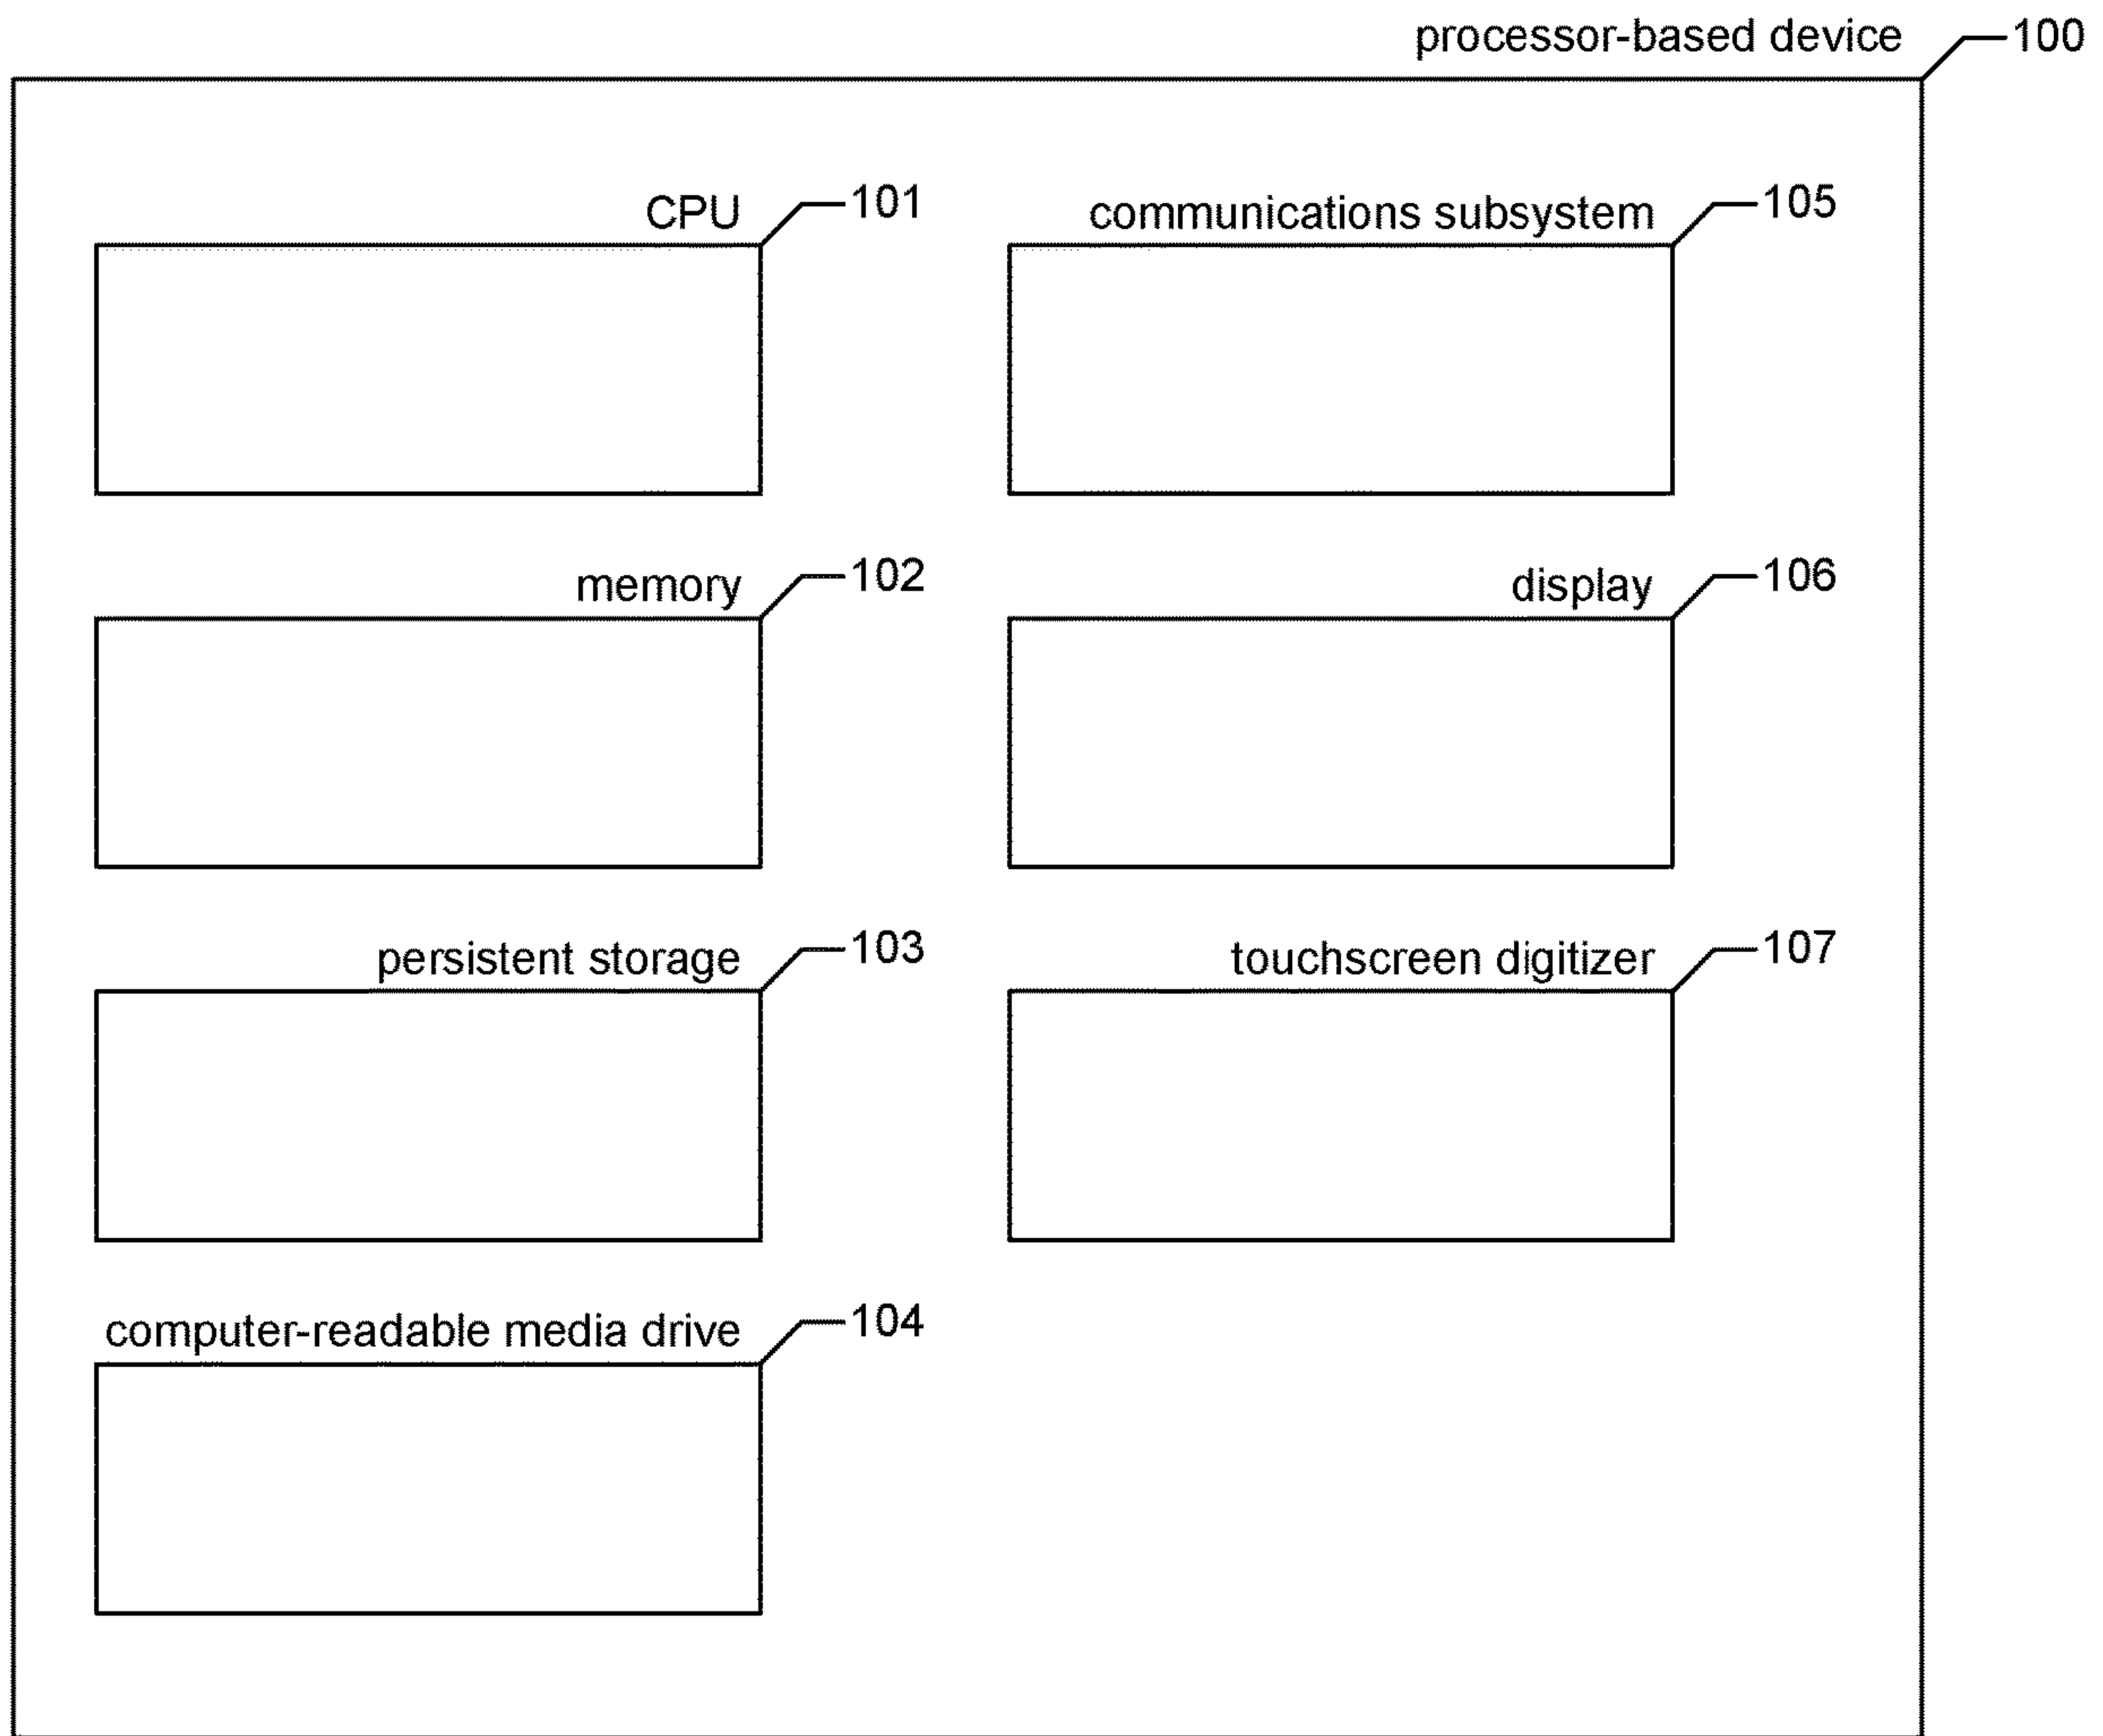 processor-based device 100
CPU 101
communications subsystem 105
memory 102
display 106
persistent storage 103
touchscreen digitizer 107
computer-readable media drive 104